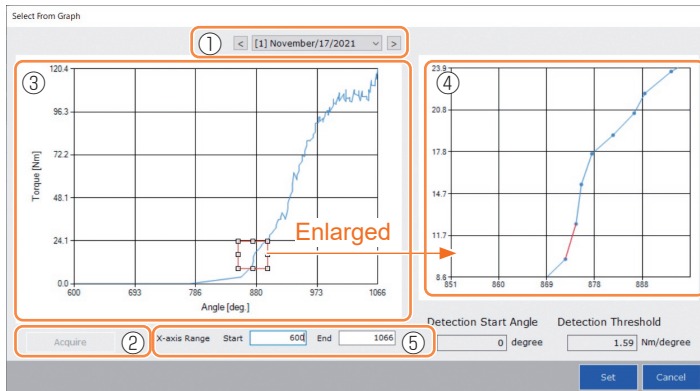 Select From Graph
① < [1] November/17/2021 >
③
120.4
96.3
72.2
48.1
24.1
0.0
Torque [Nm]
600 693 786 880 973 1066
Angle [deg.]
Enlarged
④
23.9
20.8
17.8
14.7
11.7
8.6
851 860 869 878 888
Acquire ②
X-axis Range Start 600 End 1066 ⑤
Detection Start Angle Detection Threshold
0 degree 1.59 Nm/degree
Set Cancel